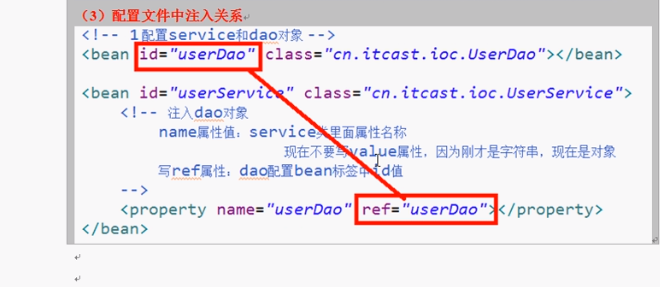 （3）配置文件中注入关系
<!-- 1 配置service和dao对象 -->
<bean id="userDao" class="cn.itcast.ioc.UserDao"></bean>
<bean id="userService" class="cn.itcast.ioc.UserService">
<!-- 注入dao对象
name属性值：service类里面属性名称
现在不要写value属性，因为刚才是字符串，现在是对象
写ref属性：dao配置bean标签中id值
-->
<property name="userDao" ref="userDao"></property>
</bean>